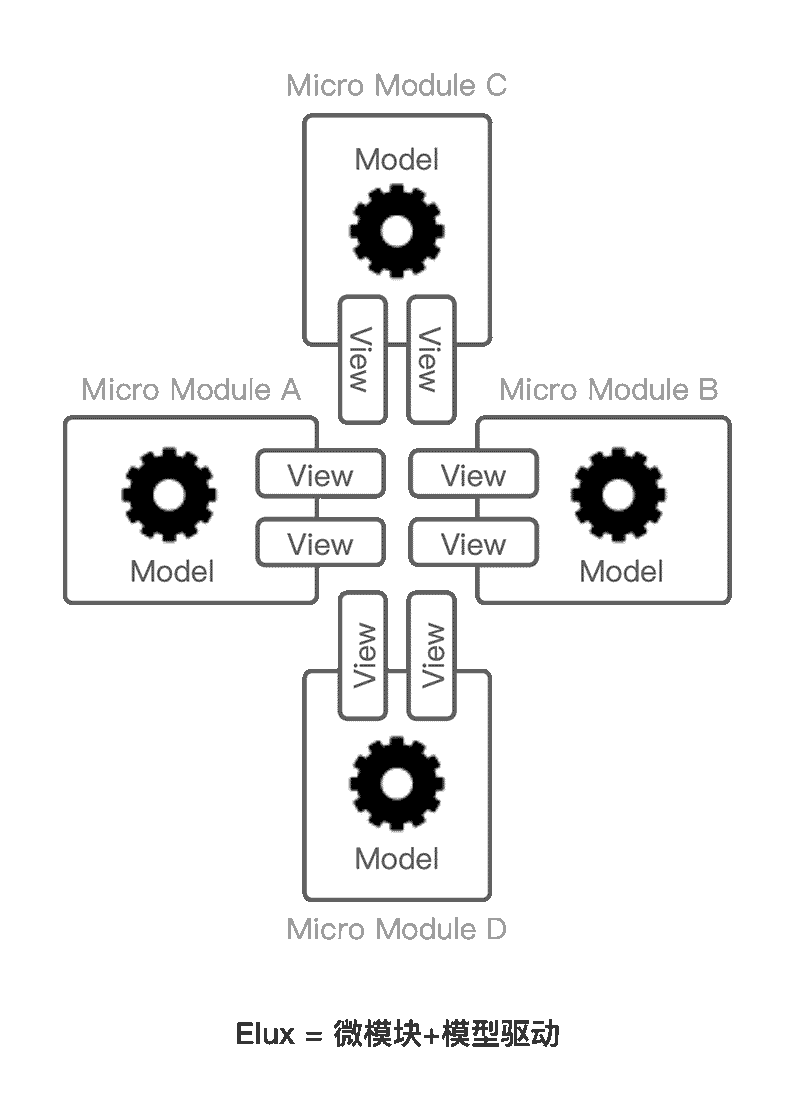 Micro Module C
Model
View View
Micro Module A
Micro Module B
View
View
Model
View
View
Model
View View
Model
Micro Module D
Elux = 微模块+模型驱动